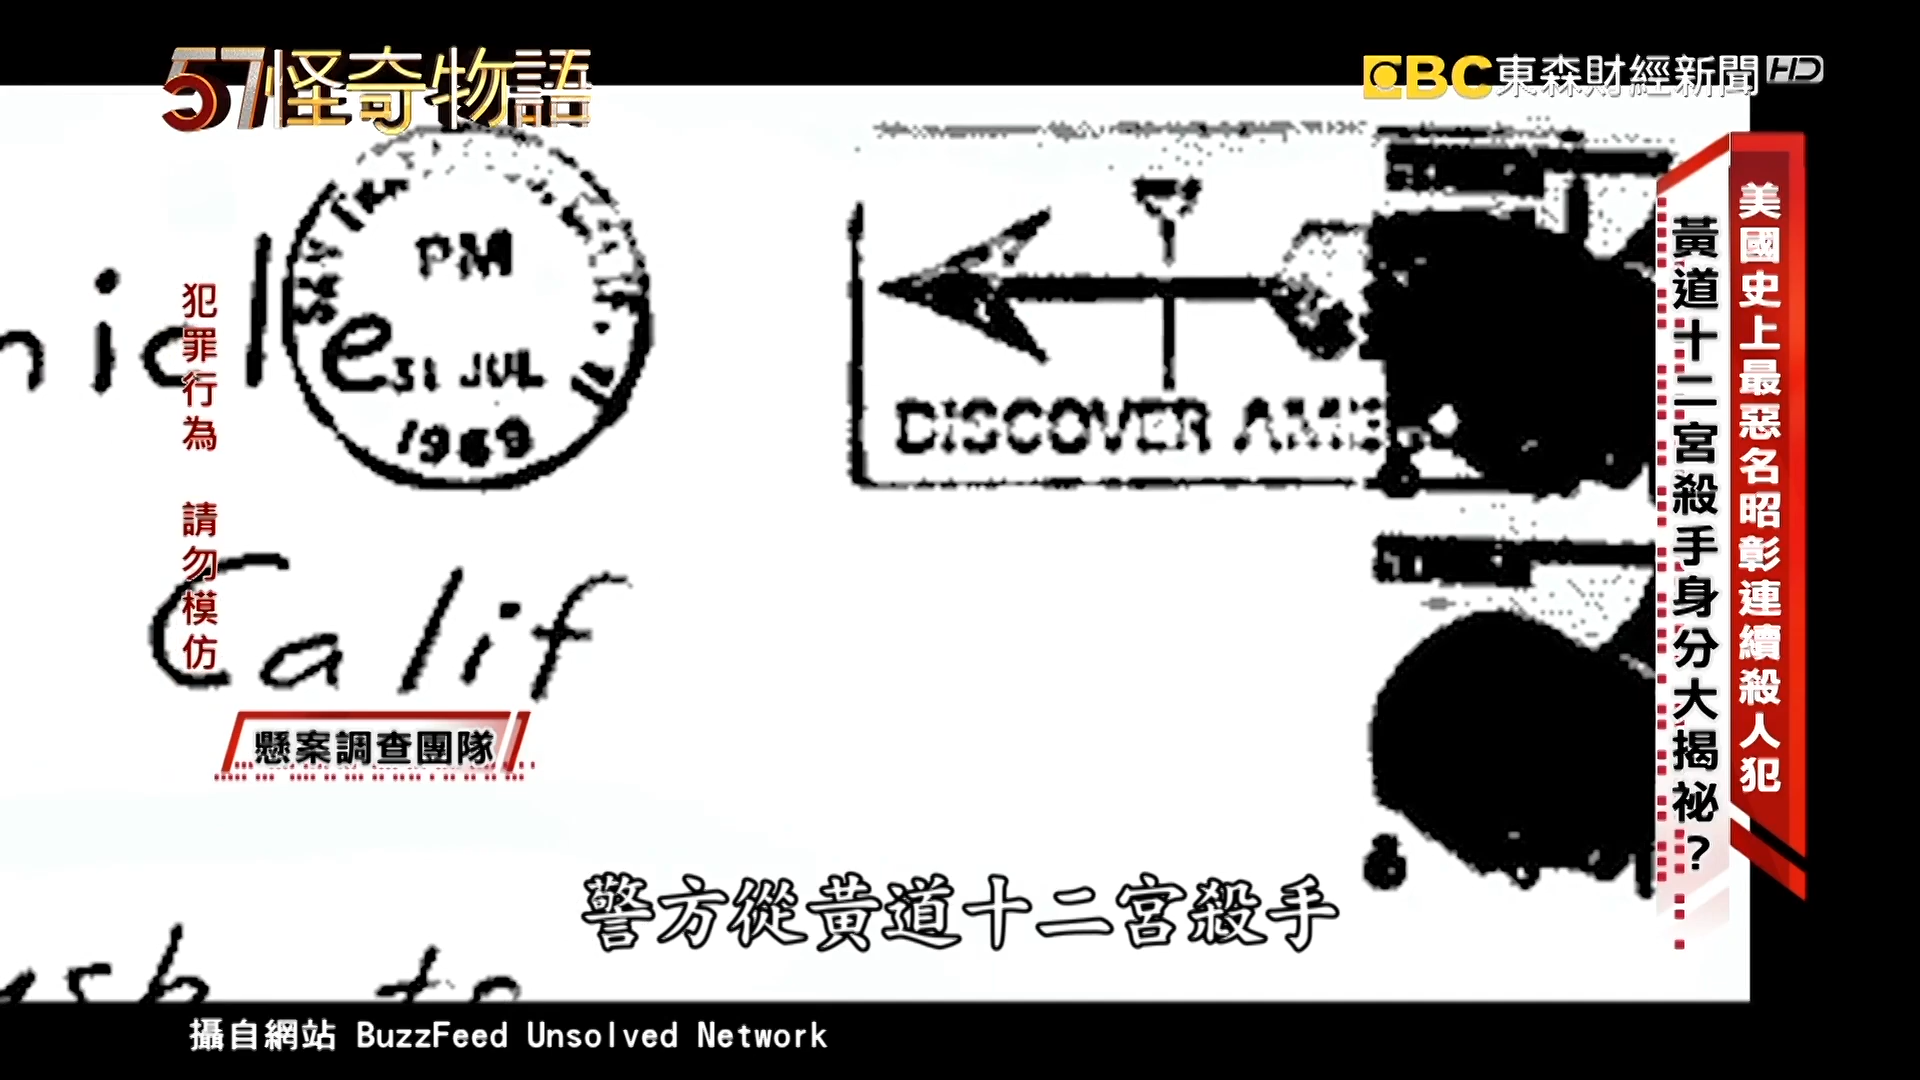 57怪奇物語
EBC東森財經新聞HD
美國史上最惡名昭彰連續殺人犯
黃道十二宮殺手身分大揭祕？
犯罪行為 請勿模仿
nicle
PM
31 JUL
1969
DISCOVER AME
Calif
懸案調查團隊
警方從黃道十二宮殺手
to
攝自網站 BuzzFeed Unsolved Network